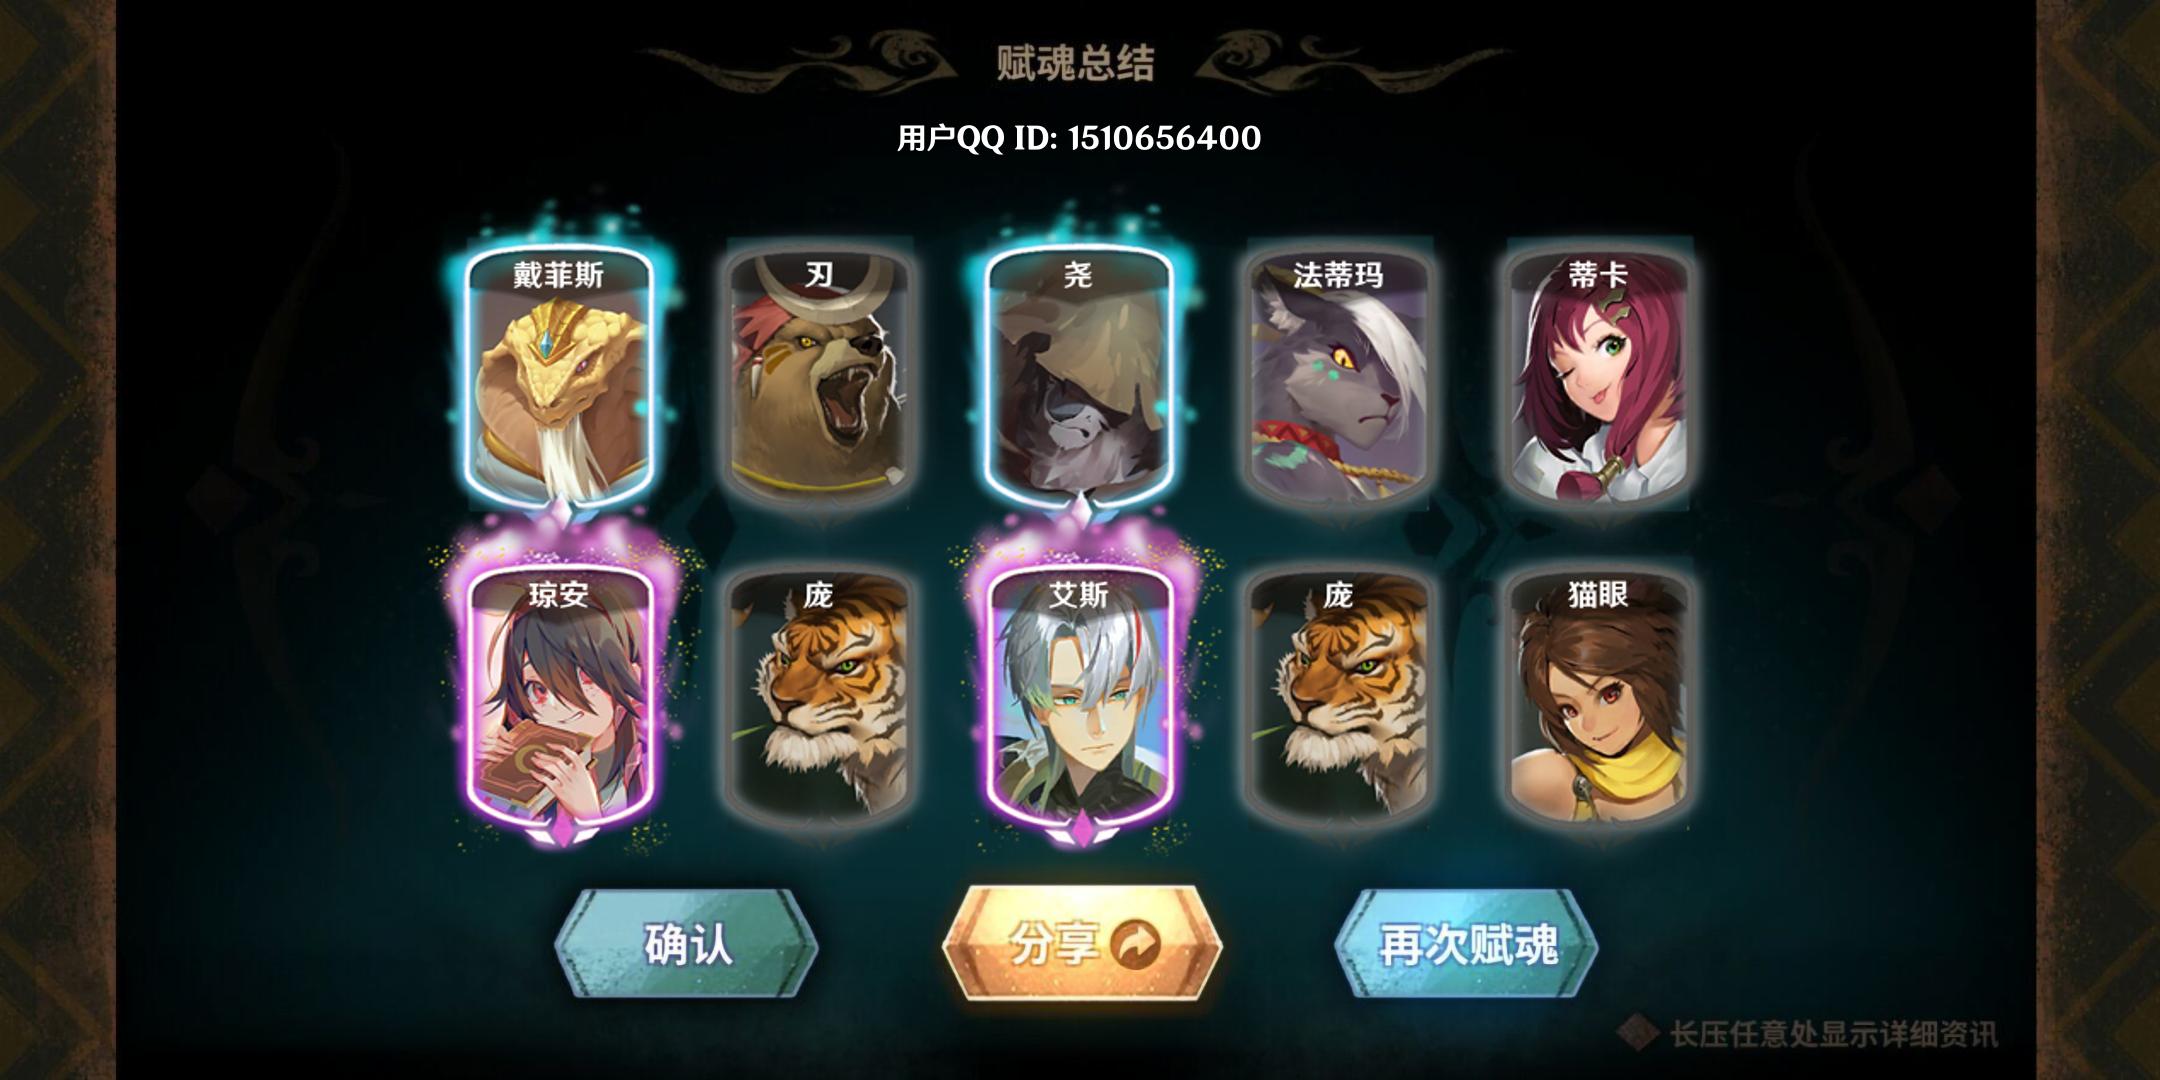 赋魂总结
用户QQ ID: 1510656400
戴菲斯
刃
尧
法蒂玛
蒂卡
琼安
庞
艾斯
庞
猫眼
确认
分享
再次赋魂
长压任意处显示详细资讯